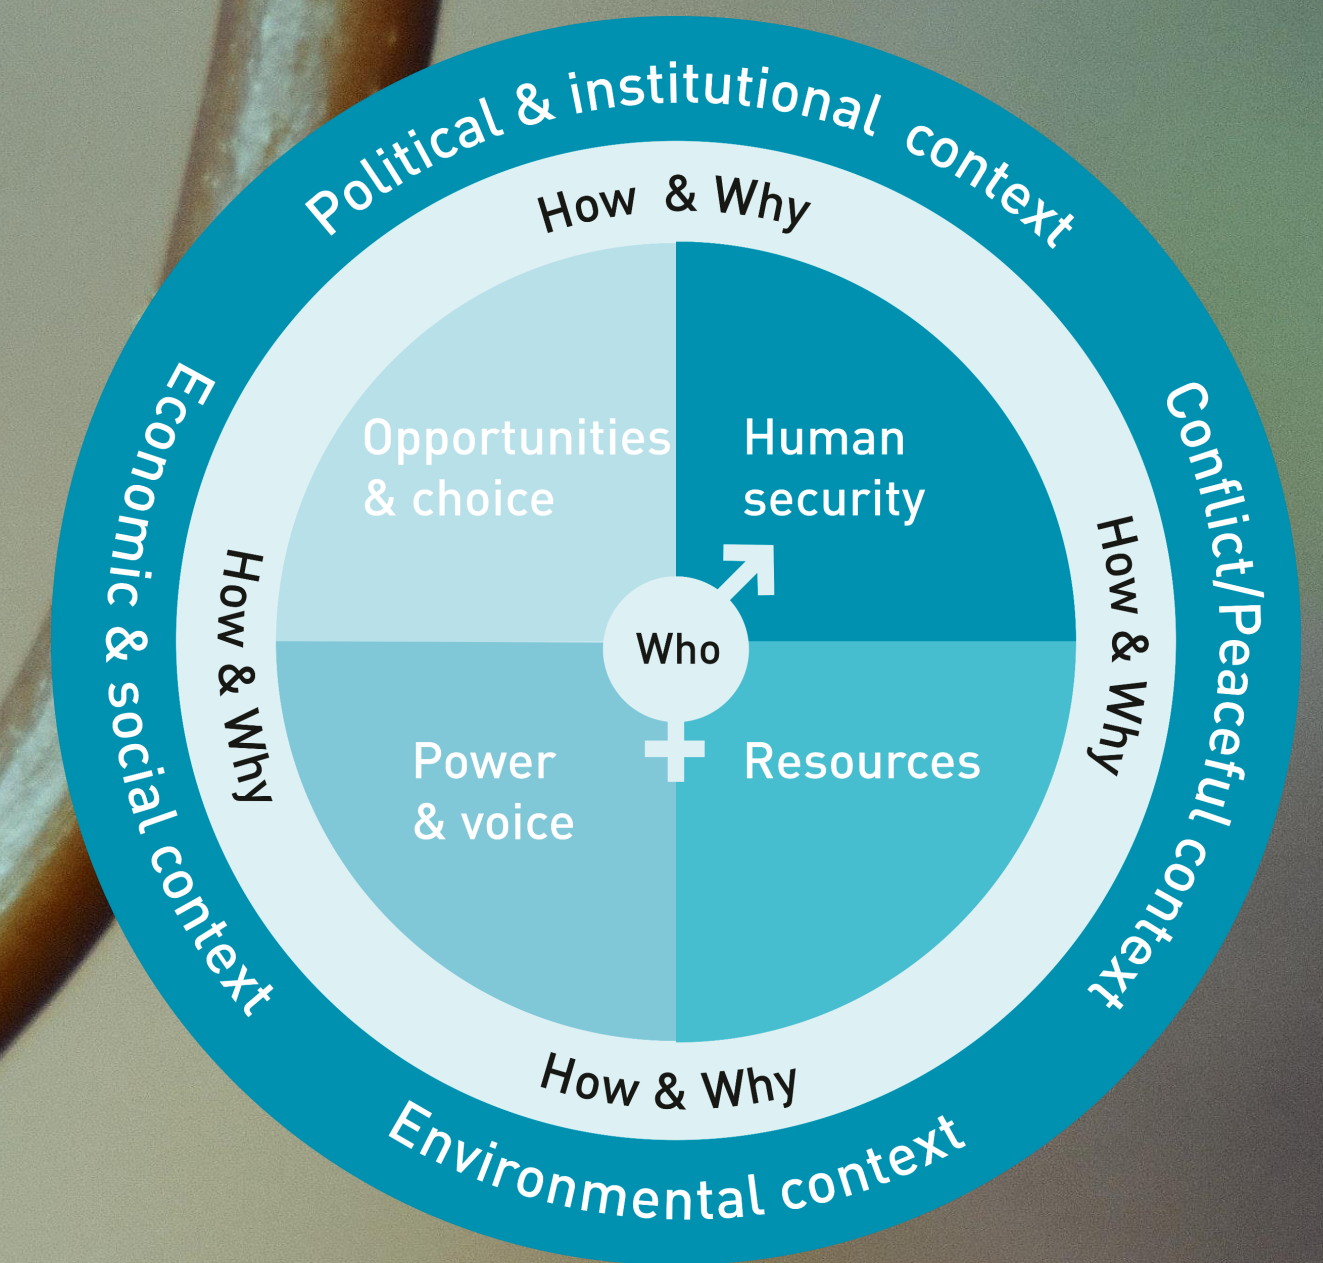 Political & institutional context
How & Why
Opportunities
& choice
Human
security
Economic & social context
How & Why
Who
How & Why
Conflict/Peaceful context
Power
& voice
Resources
How & Why
Environmental context